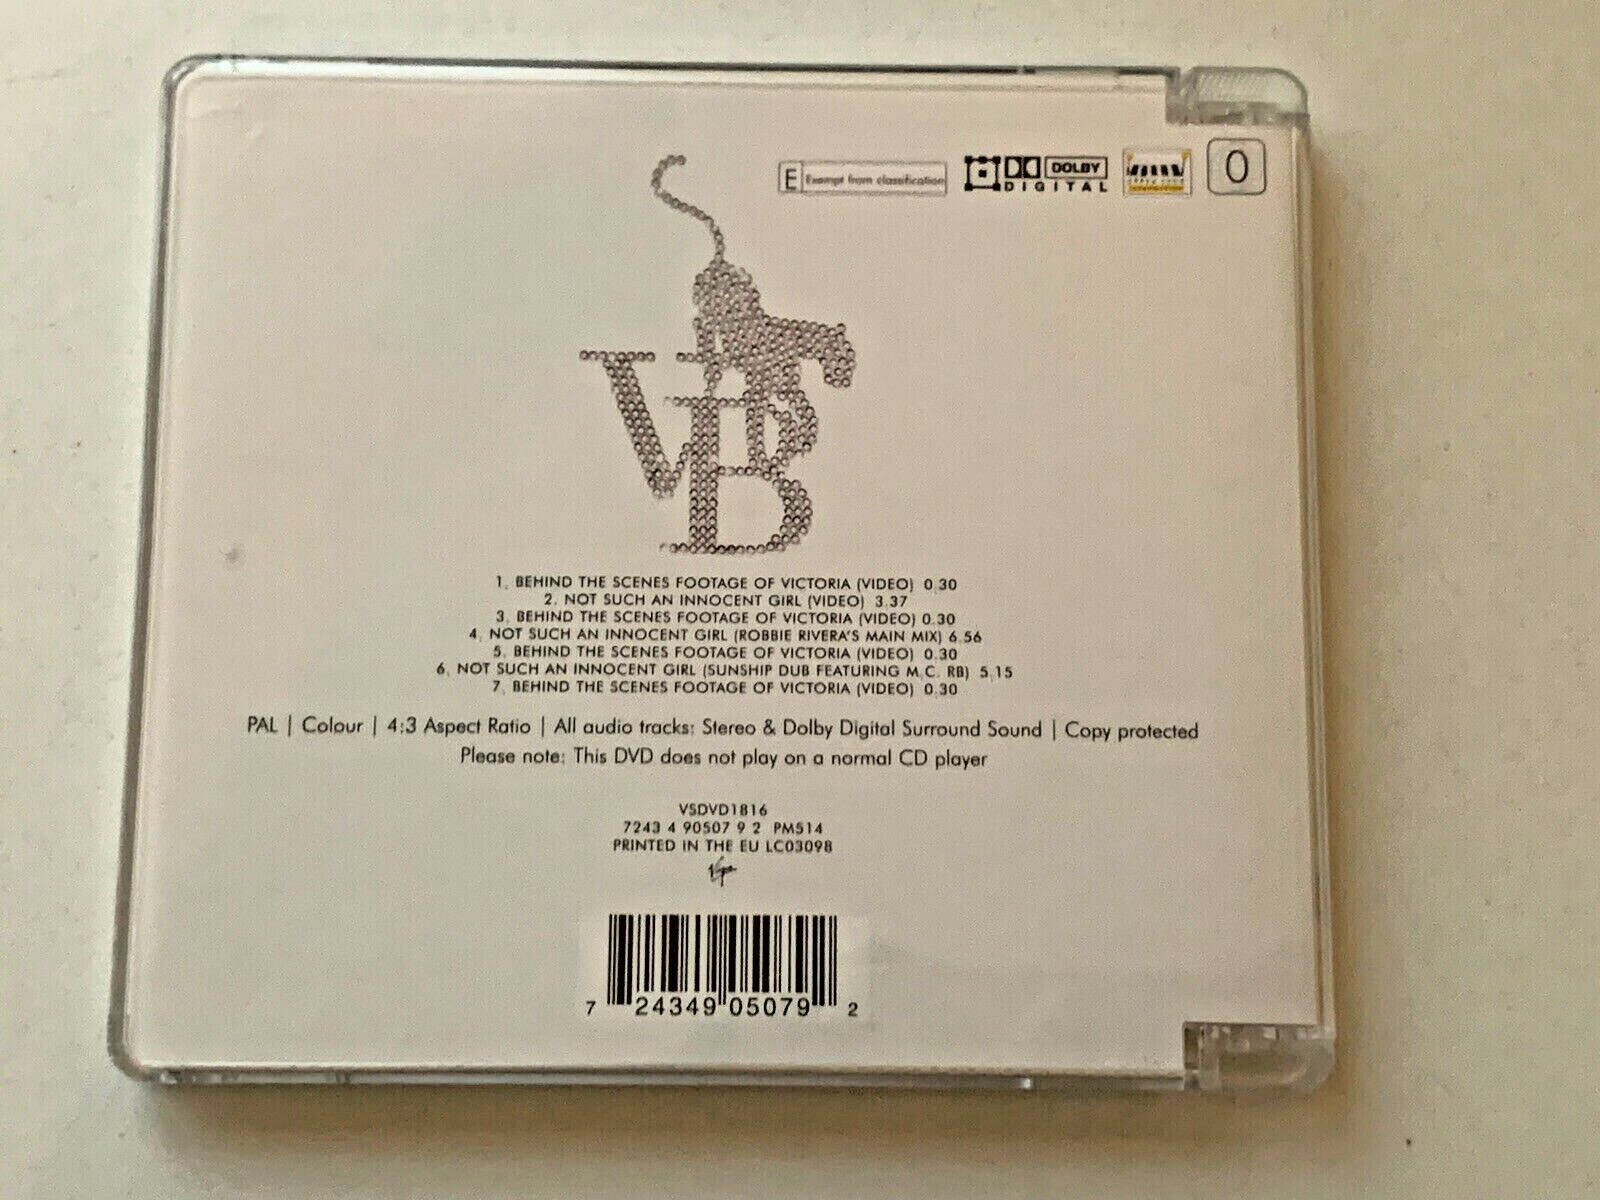 E Exempt from classification
DOLBY
DIGITAL
0
V
B
1. BEHIND THE SCENES FOOTAGE OF VICTORIA (VIDEO) 0.30
2. NOT SUCH AN INNOCENT GIRL (VIDEO) 3.37
3. BEHIND THE SCENES FOOTAGE OF VICTORIA (VIDEO) 0.30
4. NOT SUCH AN INNOCENT GIRL (ROBBIE RIVERA'S MAIN MIX) 6.56
5. BEHIND THE SCENES FOOTAGE OF VICTORIA (VIDEO) 0.30
6. NOT SUCH AN INNOCENT GIRL (SUNSHIP DUB FEATURING M.C. RB) 5.15
7. BEHIND THE SCENES FOOTAGE OF VICTORIA (VIDEO) 0.30
PAL | Colour | 4:3 Aspect Ratio | All audio tracks: Stereo & Dolby Digital Surround Sound | Copy protected
Please note: This DVD does not play on a normal CD player
VSDVD1816
7243 4 90507 9 2 PM514
PRINTED IN THE EU LC03098
Virgin
7 24349 05079 2